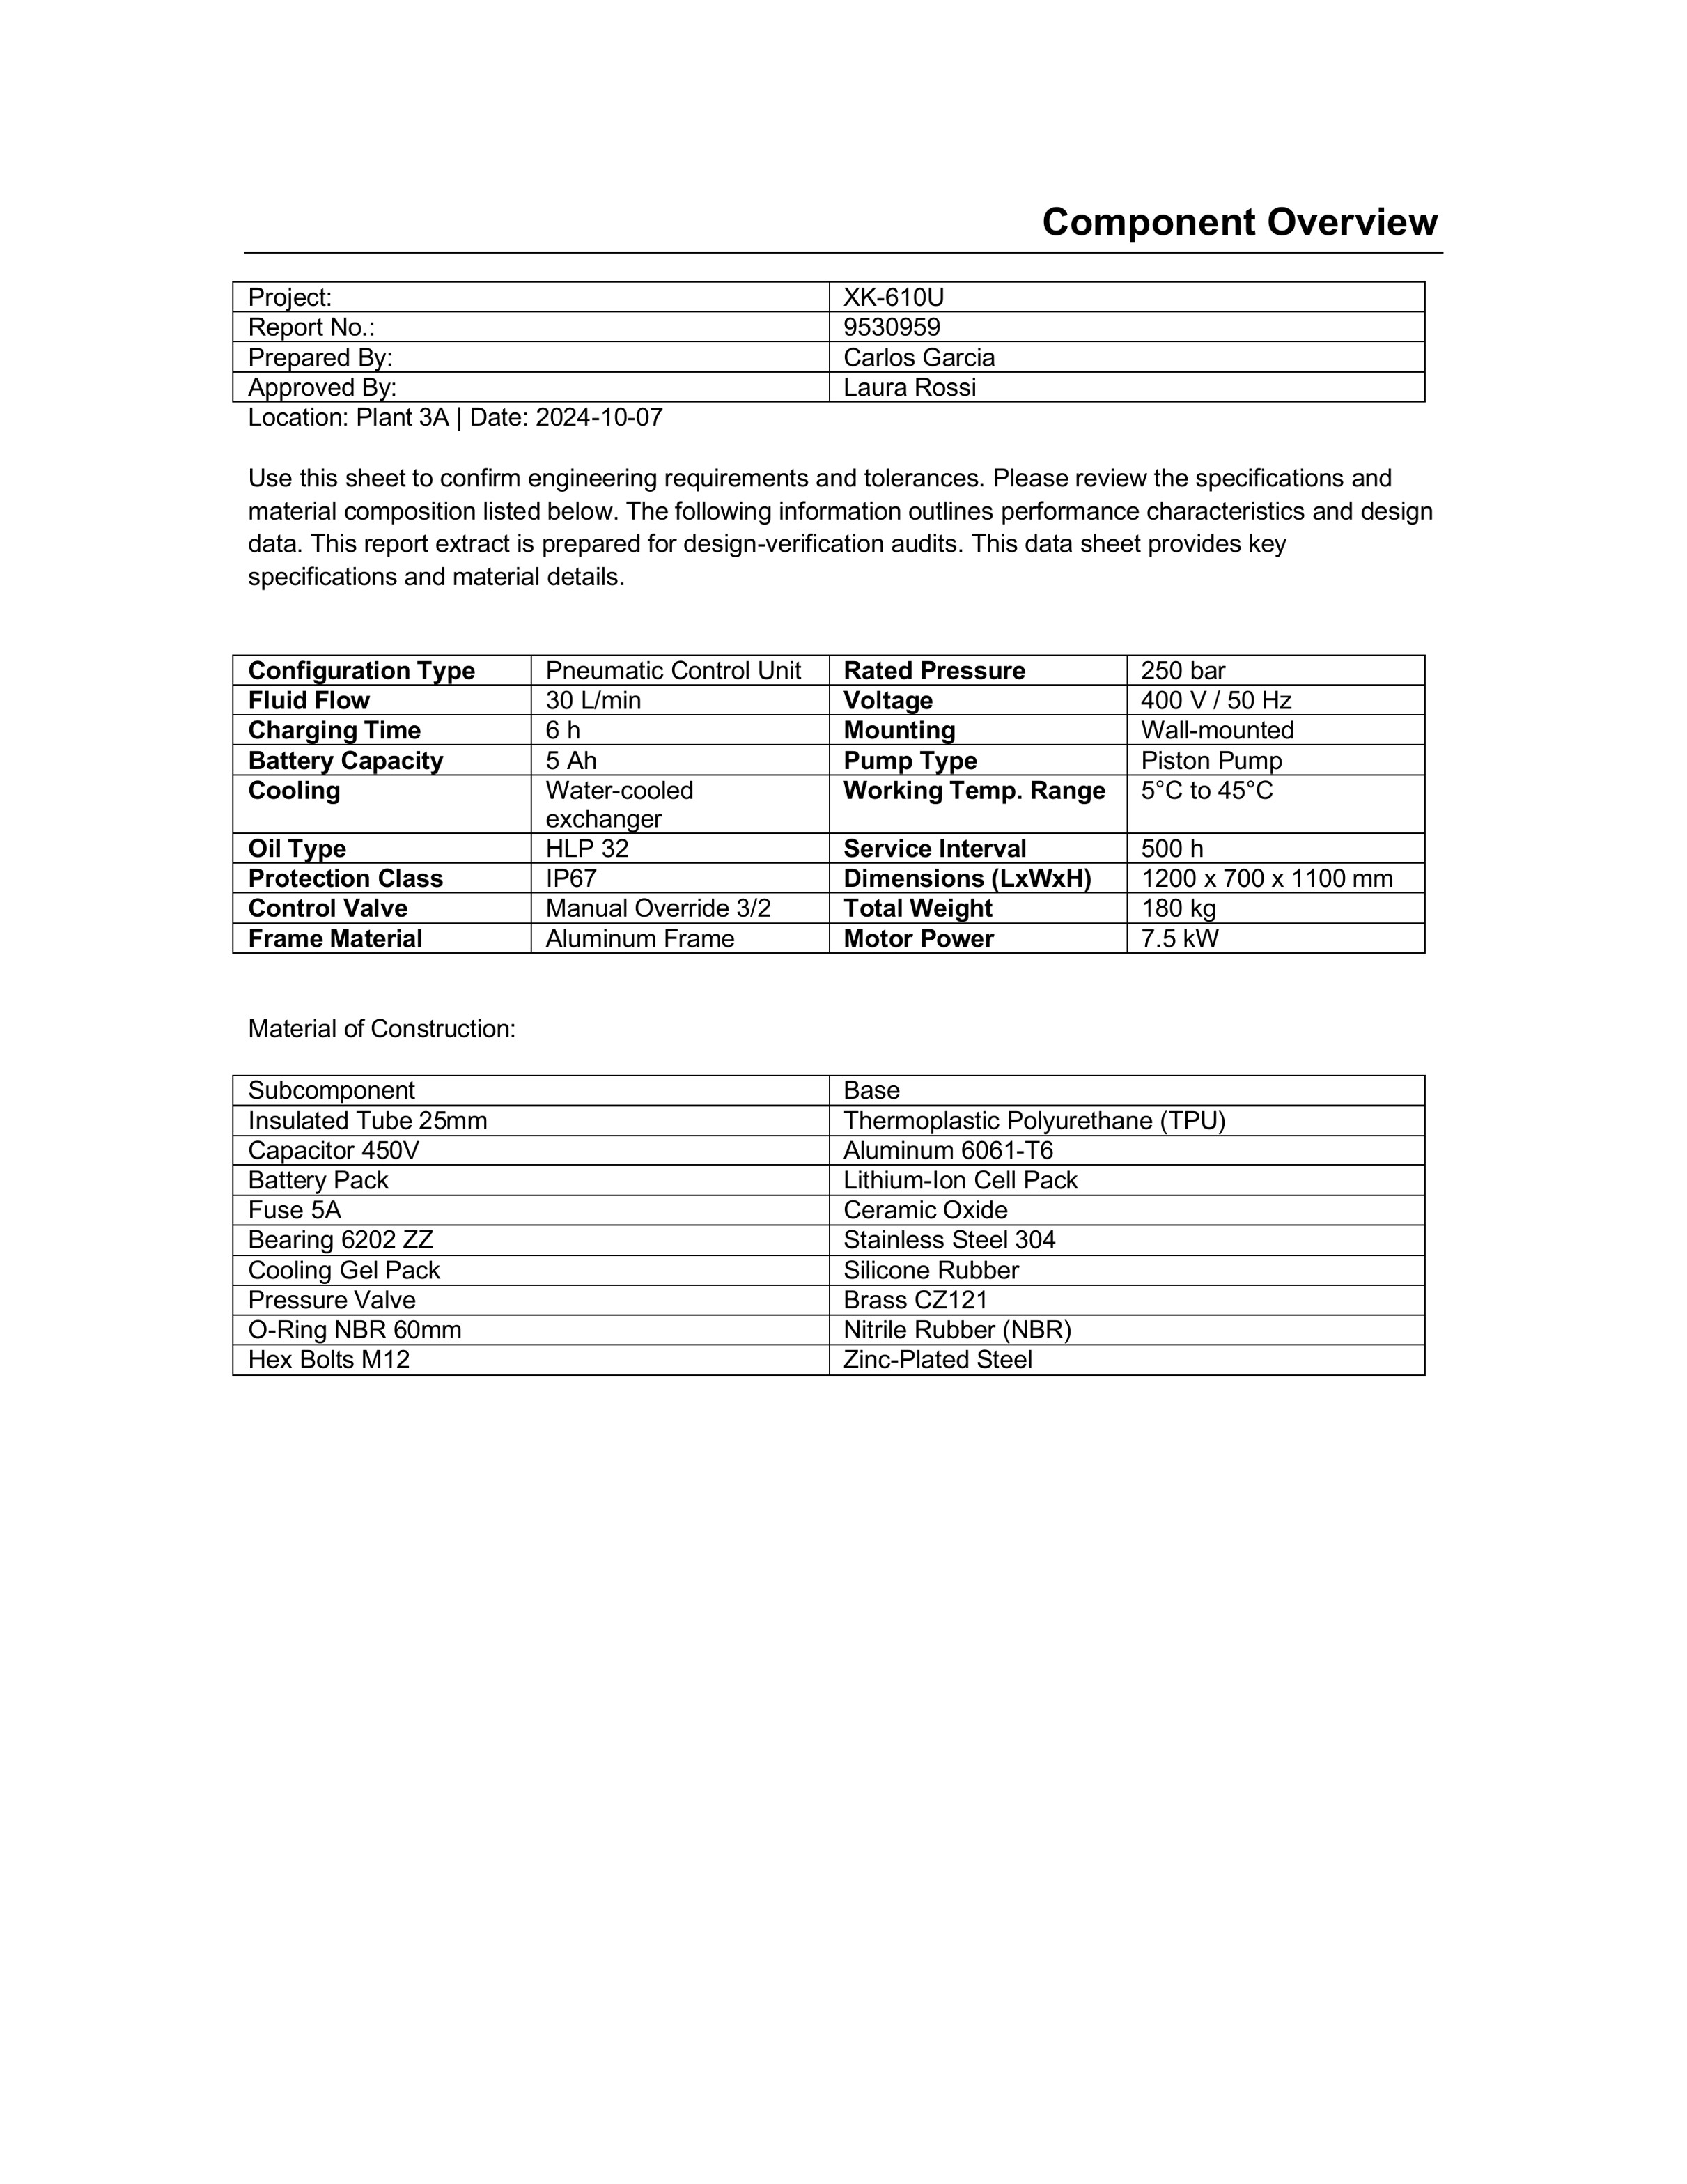 Component Overview
Project: XK-610U
Report No.: 9530959
Prepared By: Carlos Garcia
Approved By: Laura Rossi
Location: Plant 3A | Date: 2024-10-07
Use this sheet to confirm engineering requirements and tolerances. Please review the specifications and
material composition listed below. The following information outlines performance characteristics and design
data. This report extract is prepared for design-verification audits. This data sheet provides key
specifications and material details.
Configuration Type Pneumatic Control Unit Rated Pressure 250 bar
Fluid Flow 30 L/min Voltage 400 V / 50 Hz
Charging Time 6 h Mounting Wall-mounted
Battery Capacity 5 Ah Pump Type Piston Pump
Cooling Water-cooled exchanger Working Temp. Range 5°C to 45°C
Oil Type HLP 32 Service Interval 500 h
Protection Class IP67 Dimensions (LxWxH) 1200 x 700 x 1100 mm
Control Valve Manual Override 3/2 Total Weight 180 kg
Frame Material Aluminum Frame Motor Power 7.5 kW
Material of Construction:
Subcomponent Base
Insulated Tube 25mm Thermoplastic Polyurethane (TPU)
Capacitor 450V Aluminum 6061-T6
Battery Pack Lithium-Ion Cell Pack
Fuse 5A Ceramic Oxide
Bearing 6202 ZZ Stainless Steel 304
Cooling Gel Pack Silicone Rubber
Pressure Valve Brass CZ121
O-Ring NBR 60mm Nitrile Rubber (NBR)
Hex Bolts M12 Zinc-Plated Steel